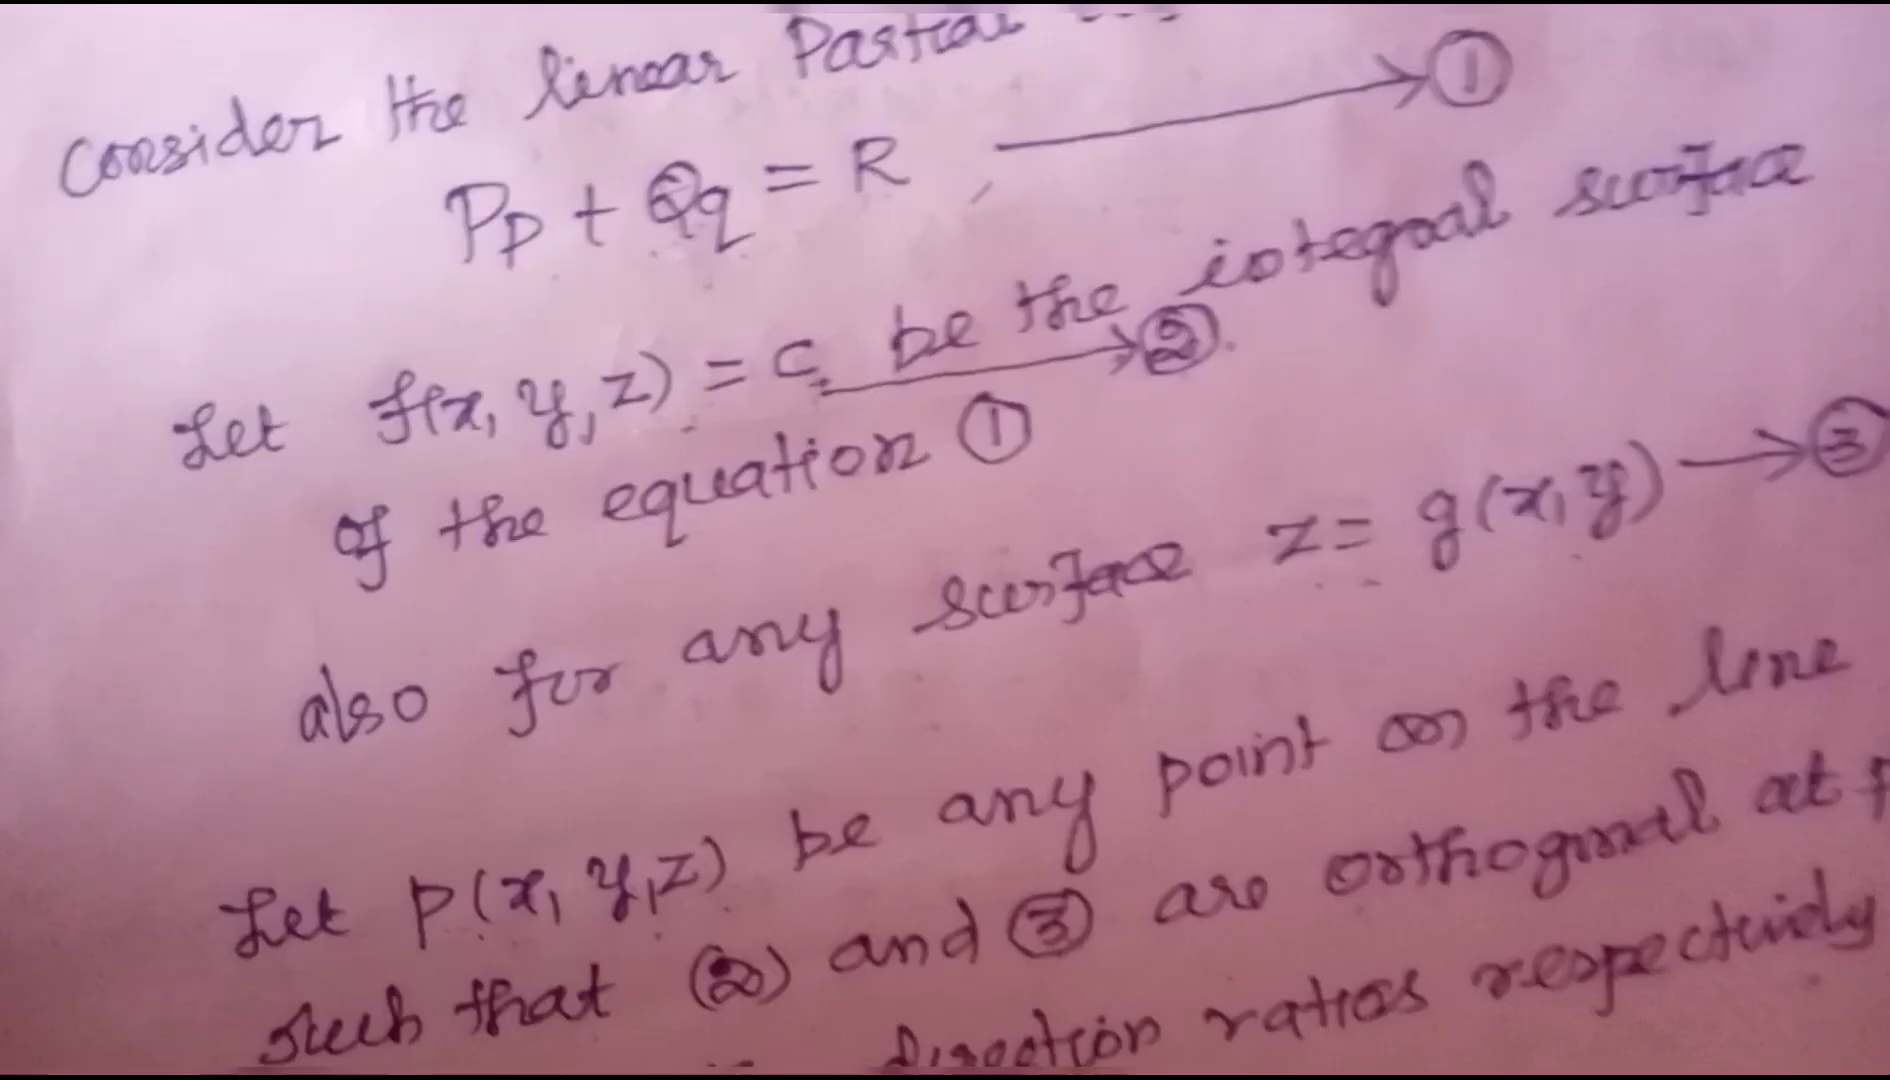 Consider the linear Partial
Pp + Qq = R → ①
Let f(x, y, z) = C, be the integral surface
→ ②.
of the equation ①
also for any surface z = g(x, y) → ③
Let P(x, y, z) be any point on the line
such that (2) and ③ are orthogonal at
direction ratios respectively